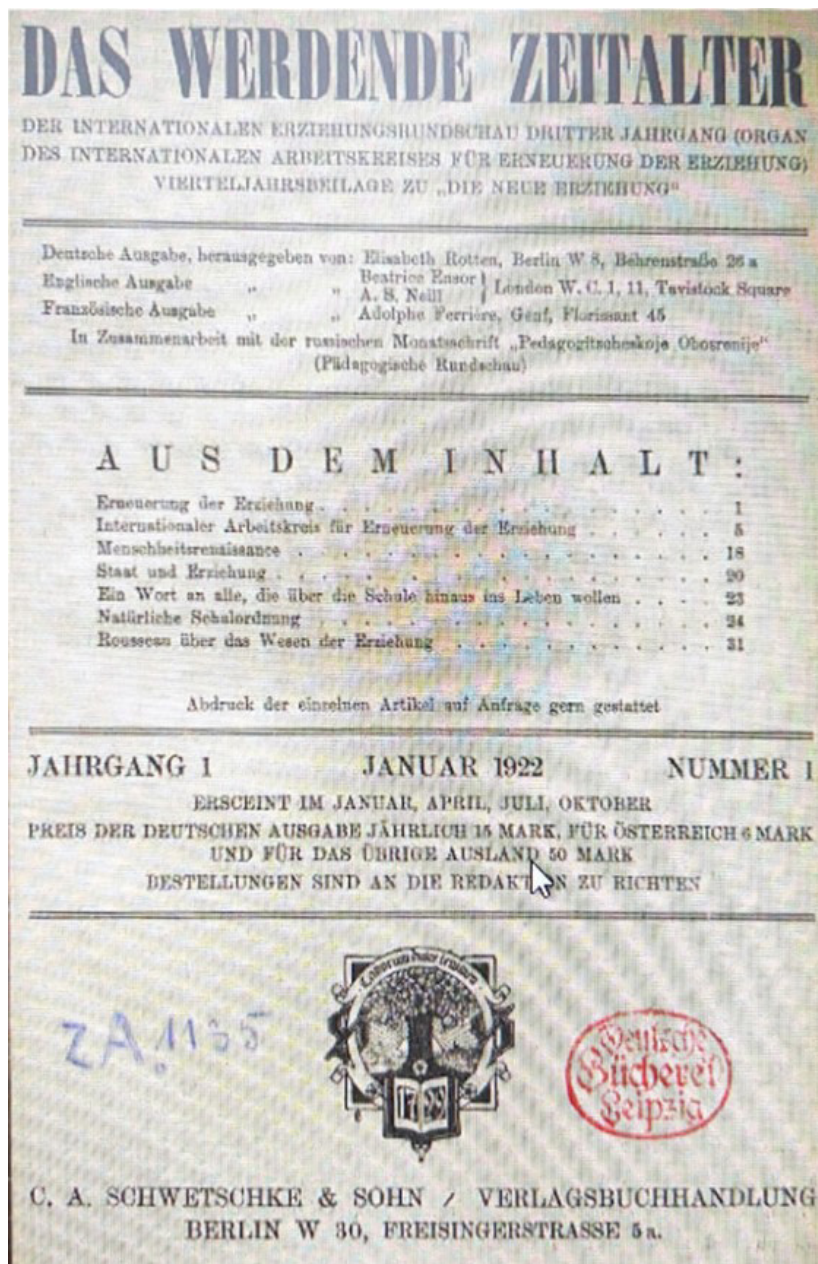 DAS WERDENDE ZEITALTER
DER INTERNATIONALEN ERZIEHUNGSRUNDSCHAU DRITTER JAHRGANG (ORGAN
DES INTERNATIONALEN ARBEITSKREISES FÜR ERNEUERUNG DER ERZIEHUNG)
VIERTELJAHRSBEILAGE ZU „DIE NEUE ERZIEHUNG“
Deutsche Ausgabe, herausgegeben von: Elisabeth Rotten, Berlin W 8, Behrenstraße 26 a
Englische Ausgabe „ „ Beatrice Ensor
A. S. Neill
London W. C. 1, 11, Tavistock Square
Französische Ausgabe „ „ Adolphe Ferrière, Genf, Florissant 45
In Zusammenarbeit mit der russischen Monatsschrift „Pedagogitscheskoje Obosrenije“
(Pädagogische Rundschau)
AUS DEM INHALT:
Erneuerung der Erziehung . . . . 1
Internationaler Arbeitskreis für Erneuerung der Erziehung . . . . 5
Menschheitsrenaissance . . . . 18
Staat und Erziehung . . . . 20
Ein Wort an alle, die über die Schule hinaus ins Leben wollen . . . . 23
Natürliche Schulordnung . . . . 24
Rousseau über das Wesen der Erziehung . . . . 31
Abdruck der einzelnen Artikel auf Anfrage gern gestattet
JAHRGANG 1 JANUAR 1922 NUMMER 1
ERSCHEINT IM JANUAR, APRIL, JULI, OKTOBER
PREIS DER DEUTSCHEN AUSGABE JÄHRLICH 15 MARK, FÜR ÖSTERREICH 6 MARK
UND FÜR DAS ÜBRIGE AUSLAND 50 MARK
BESTELLUNGEN SIND AN DIE REDAKTION ZU RICHTEN
ZA 1135
Deutsche
Bücherei
Leipzig
C. A. SCHWETSCHKE & SOHN / VERLAGSBUCHHANDLUNG
BERLIN W 30, FREISINGERSTRASSE 5a.